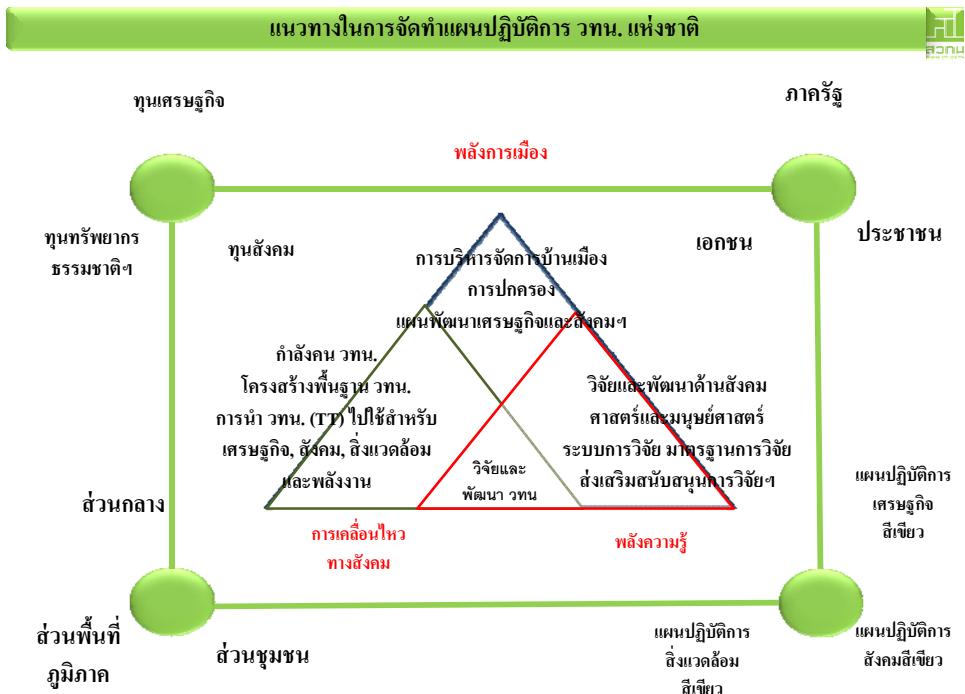 แนวทางในการจัดทำแผนปฏิบัติการ วทน. แห่งชาติ
สวทน
ทุนเศรษฐกิจ
ภาครัฐ
พลังการเมือง
ทุนทรัพยากร
ธรรมชาติฯ
ทุนสังคม
เอกชน
ประชาชน
การบริหารจัดการบ้านเมือง
การปกครอง
แผนพัฒนาเศรษฐกิจและสังคมฯ
กำลังคน วทน.
โครงสร้างพื้นฐาน วทน.
การนำ วทน. (TT) ไปใช้สำหรับ
เศรษฐกิจ, สังคม, สิ่งแวดล้อม
และพลังงาน
วิจัยและพัฒนาด้านสังคม
ศาสตร์และมนุษย์ศาสตร์
ระบบการวิจัย มาตรฐานการวิจัย
ส่งเสริมสนับสนุนการวิจัยฯ
วิจัยและ
พัฒนา วทน
ส่วนกลาง
แผนปฏิบัติการ
เศรษฐกิจ
สีเขียว
การเคลื่อนไหว
ทางสังคม
พลังความรู้
ส่วนพื้นที่
ภูมิภาค
ส่วนชุมชน
แผนปฏิบัติการ
สิ่งแวดล้อม
สีเขียว
แผนปฏิบัติการ
สังคมสีเขียว